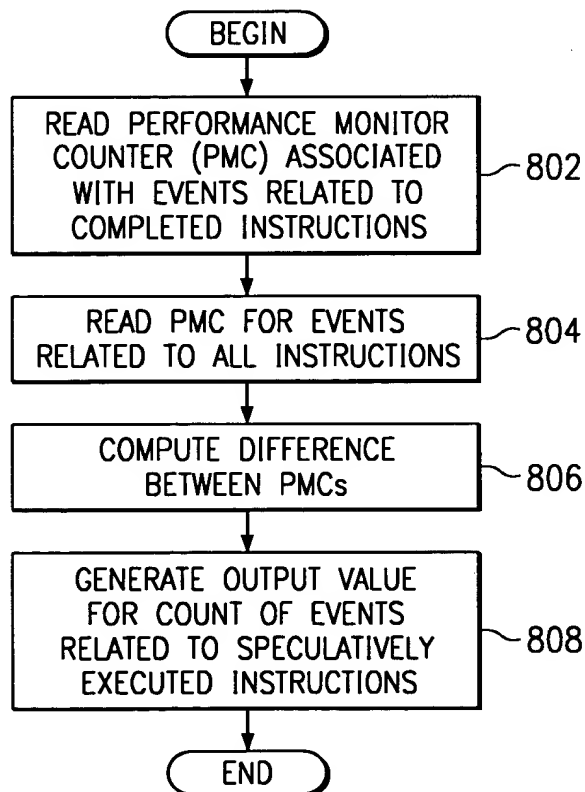 BEGIN
READ PERFORMANCE MONITOR
COUNTER (PMC) ASSOCIATED
WITH EVENTS RELATED TO
COMPLETED INSTRUCTIONS
802
READ PMC FOR EVENTS
RELATED TO ALL INSTRUCTIONS
804
COMPUTE DIFFERENCE
BETWEEN PMCs
806
GENERATE OUTPUT VALUE
FOR COUNT OF EVENTS
RELATED TO SPECULATIVELY
EXECUTED INSTRUCTIONS
808
END